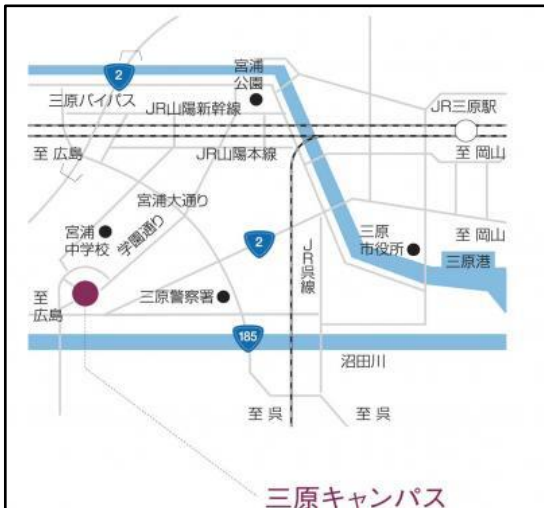 2
宮浦
公園
三原バイパス
JR山陽新幹線
JR三原駅
至 広島
JR山陽本線
至 岡山
宮浦大通り
宮浦
中学校
学園通り
2
JR呉線
三原
市役所
至 岡山
三原港
至
広島
三原警察署
185
沼田川
至 呉
至 呉
三原キャンパス